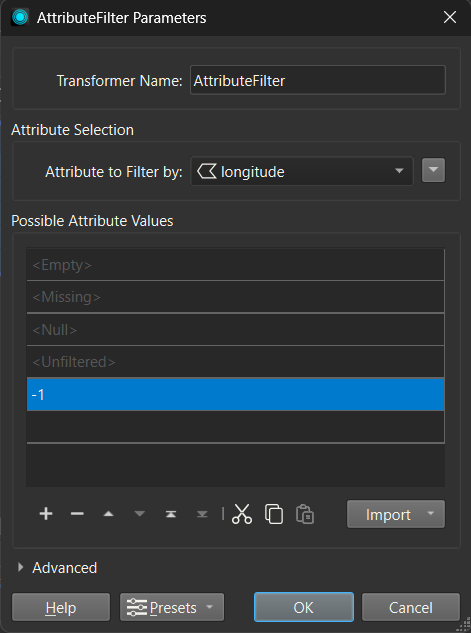 AttributeFilter Parameters
Transformer Name: AttributeFilter
Attribute Selection
Attribute to Filter by: longitude
Possible Attribute Values
<Empty>
<Missing>
<Null>
<Unfiltered>
-1
Import
Advanced
Help Presets OK Cancel